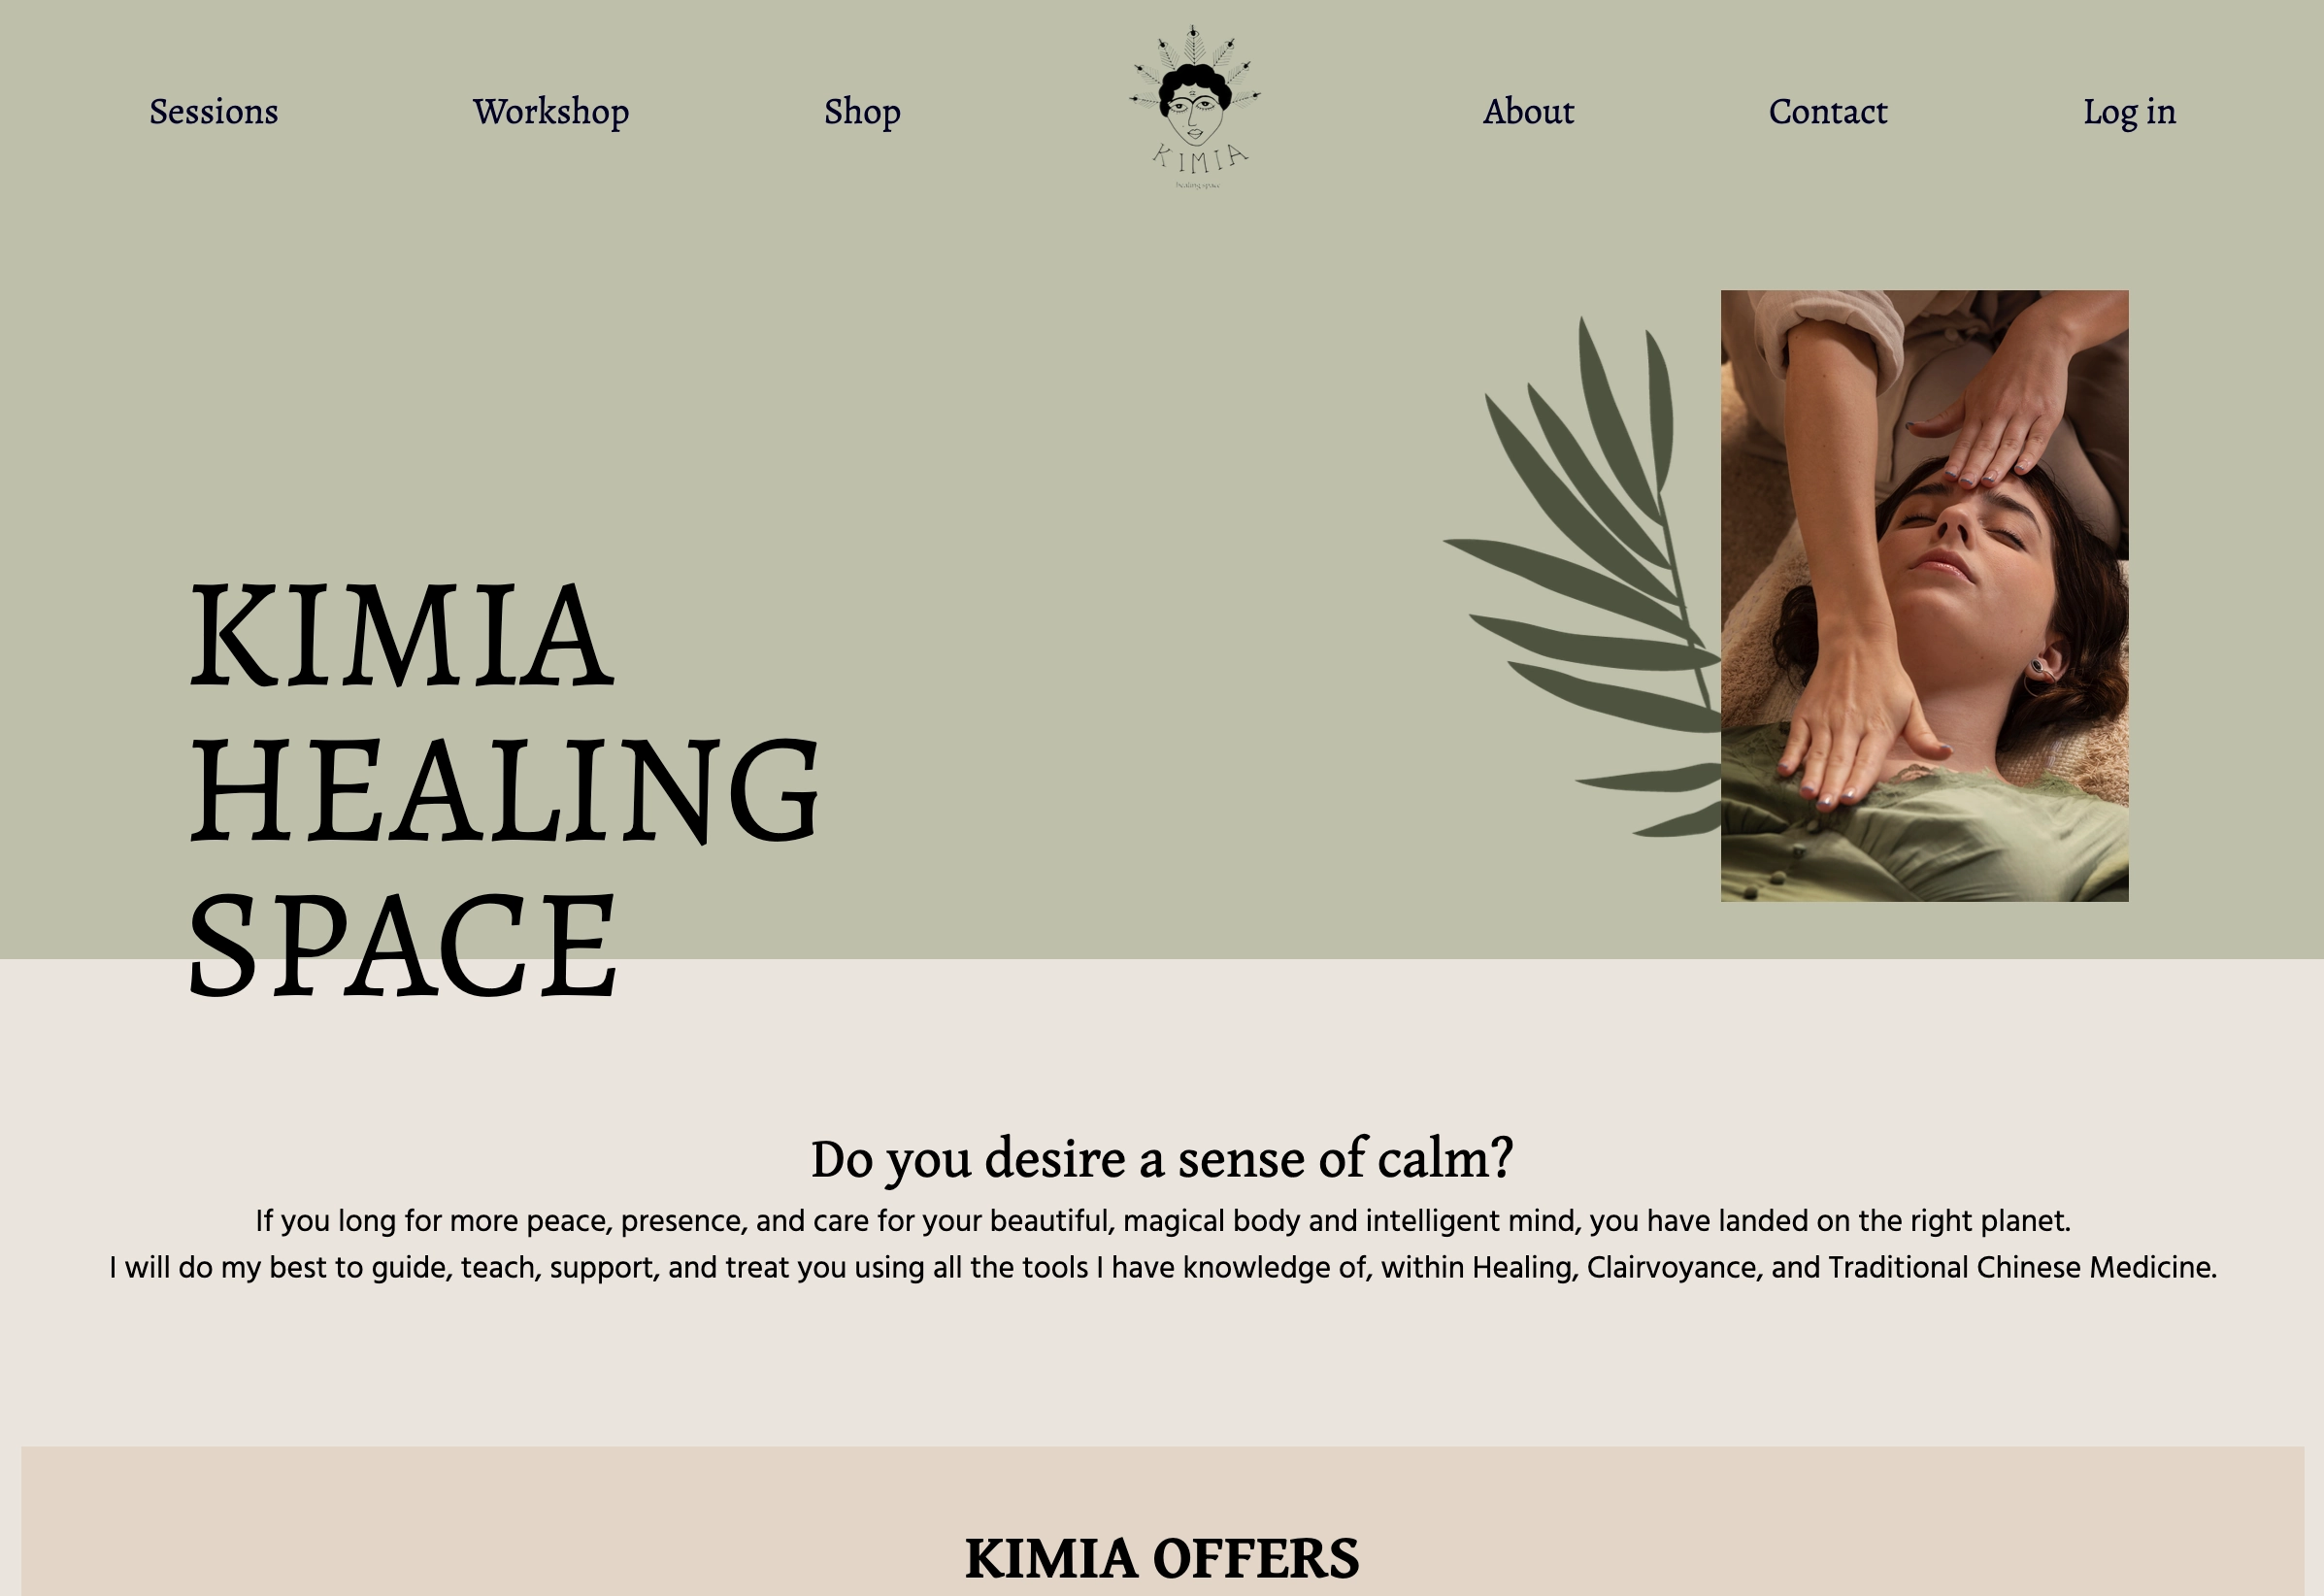 Sessions
Workshop
Shop
KIMIA
healing space
About
Contact
Log in
KIMIA
HEALING
SPACE
Do you desire a sense of calm?
If you long for more peace, presence, and care for your beautiful, magical body and intelligent mind, you have landed on the right planet.
I will do my best to guide, teach, support, and treat you using all the tools I have knowledge of, within Healing, Clairvoyance, and Traditional Chinese Medicine.
KIMIA OFFERS